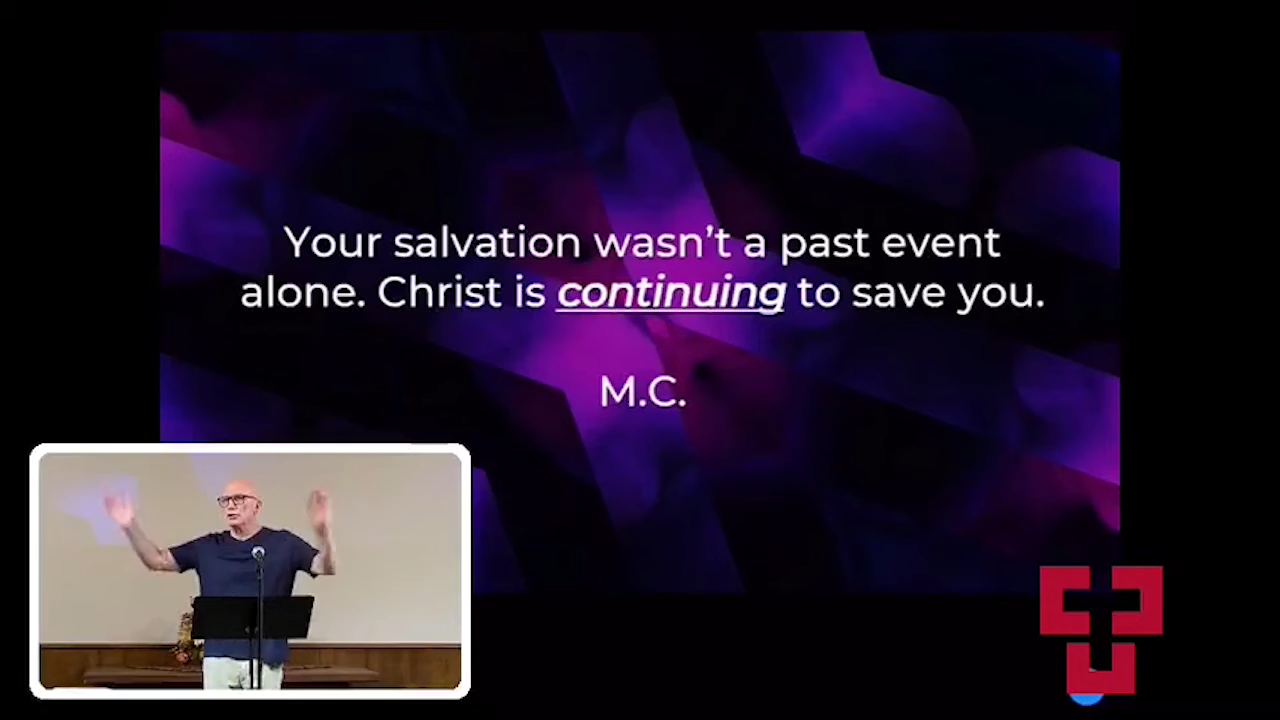 Your salvation wasn't a past event
alone. Christ is continuing to save you.
M.C.